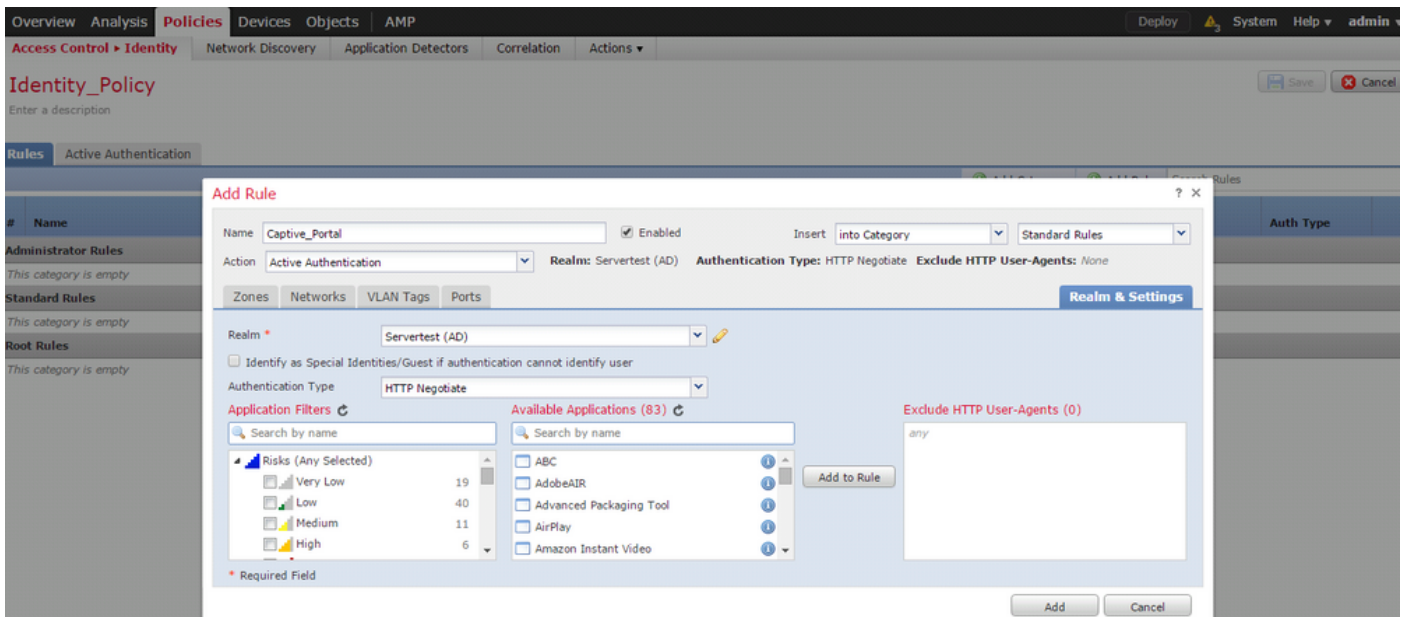 Overview Analysis Policies Devices Objects AMP Deploy 3 System Help admin
Access Control ▸ Identity Network Discovery Application Detectors Correlation Actions
Identity_Policy Save Cancel
Enter a description
Rules Active Authentication
Rules
Add Rule ? ×
# Name Auth Type
Name Captive_Portal Enabled Insert into Category Standard Rules
Administrator Rules
Action Active Authentication Realm: Servertest (AD) Authentication Type: HTTP Negotiate Exclude HTTP User-Agents: None
This category is empty
Standard Rules
Zones Networks VLAN Tags Ports Realm & Settings
This category is empty
Realm * Servertest (AD)
Root Rules
Identify as Special Identities/Guest if authentication cannot identify user
This category is empty
Authentication Type HTTP Negotiate
Application Filters Available Applications (83) Exclude HTTP User-Agents (0)
Search by name Search by name any
Risks (Any Selected) ABC
Very Low 19 AdobeAIR Add to Rule
Low 40 Advanced Packaging Tool
Medium 11 AirPlay
High 6 Amazon Instant Video
* Required Field
Add Cancel